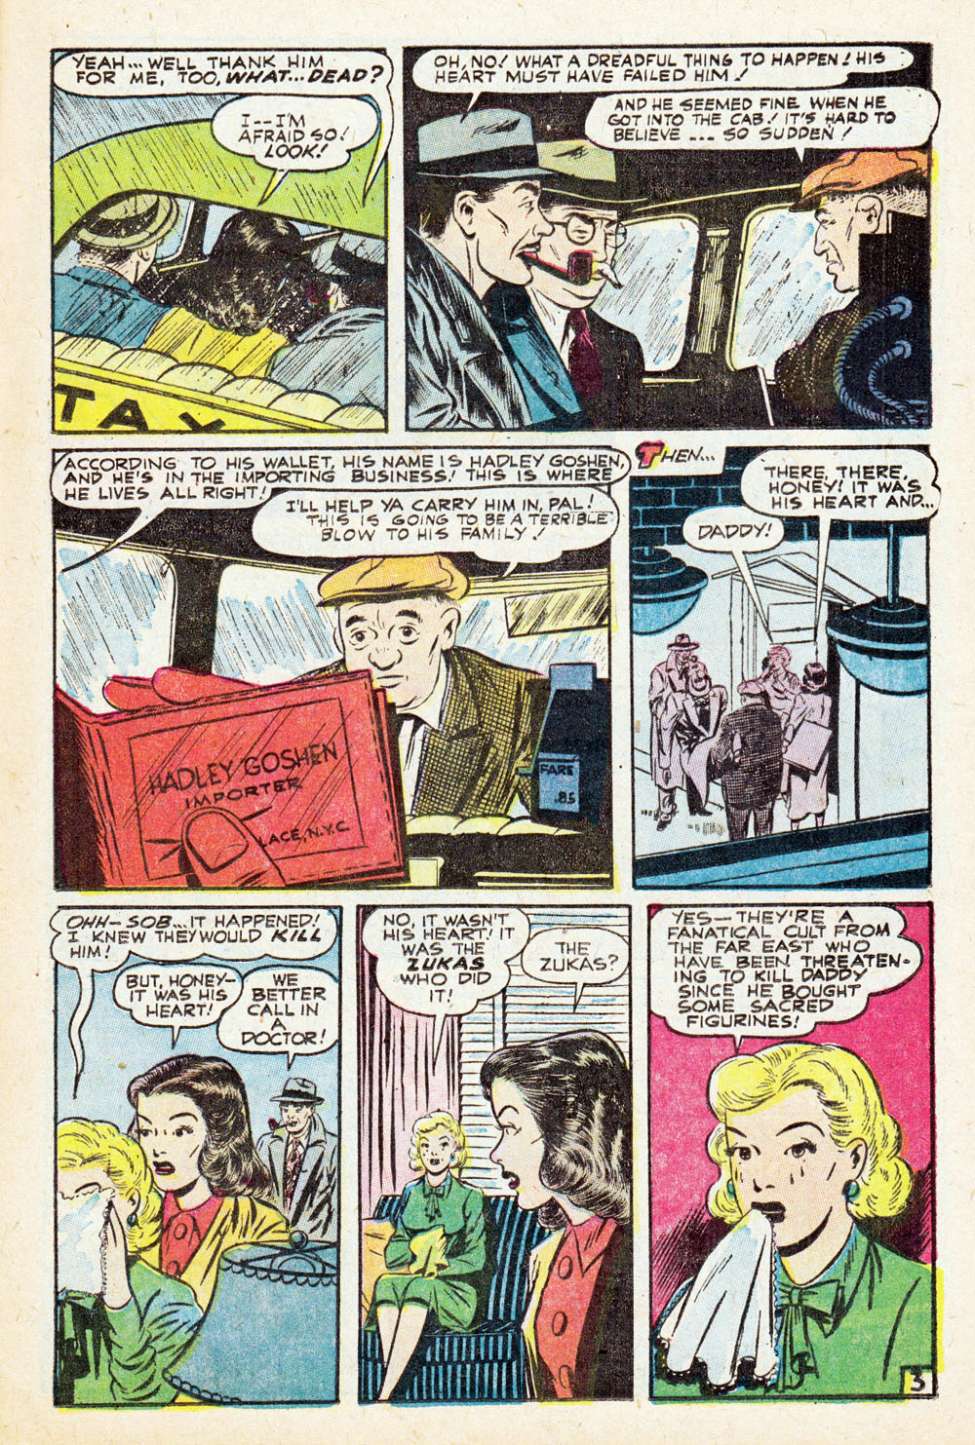 YEAH... WE'LL THANK HIM
FOR ME, TOO, WHAT...DEAD?
I--I'M
AFRAID SO!
LOOK!
TAX
OH, NO! WHAT A DREADFUL THING TO HAPPEN! HIS
HEART MUST HAVE FAILED HIM!
AND HE SEEMED FINE WHEN HE
GOT INTO THE CAB! IT'S HARD TO
BELIEVE --- SO SUDDEN!
ACCORDING TO HIS WALLET, HIS NAME IS HADLEY GOSHEN,
AND HE'S IN THE IMPORTING BUSINESS! THIS IS WHERE
HE LIVES ALL RIGHT!
I'LL HELP YA CARRY HIM IN, PAL!
THIS IS GOING TO BE A TERRIBLE
BLOW TO HIS FAMILY!
HADLEY GOSHEN
IMPORTER
LACE, N.Y.C.
FARE
.85
THEN...
THERE, THERE,
HONEY! IT WAS
HIS HEART AND...
DADDY!
OHH-SOB...IT HAPPENED!
I KNEW THEY WOULD KILL
HIM!
BUT, HONEY-
IT WAS HIS
HEART!
WE
BETTER
CALL IN
A
DOCTOR!
NO, IT WASN'T
HIS HEART! IT
WAS THE
ZUKAS
WHO DID
IT!
THE
ZUKAS?
YES-THEY'RE A
FANATICAL CULT FROM
THE FAR EAST WHO
HAVE BEEN THREATEN-
ING TO KILL DADDY
SINCE HE BOUGHT
SOME SACRED
FIGURINES!
3